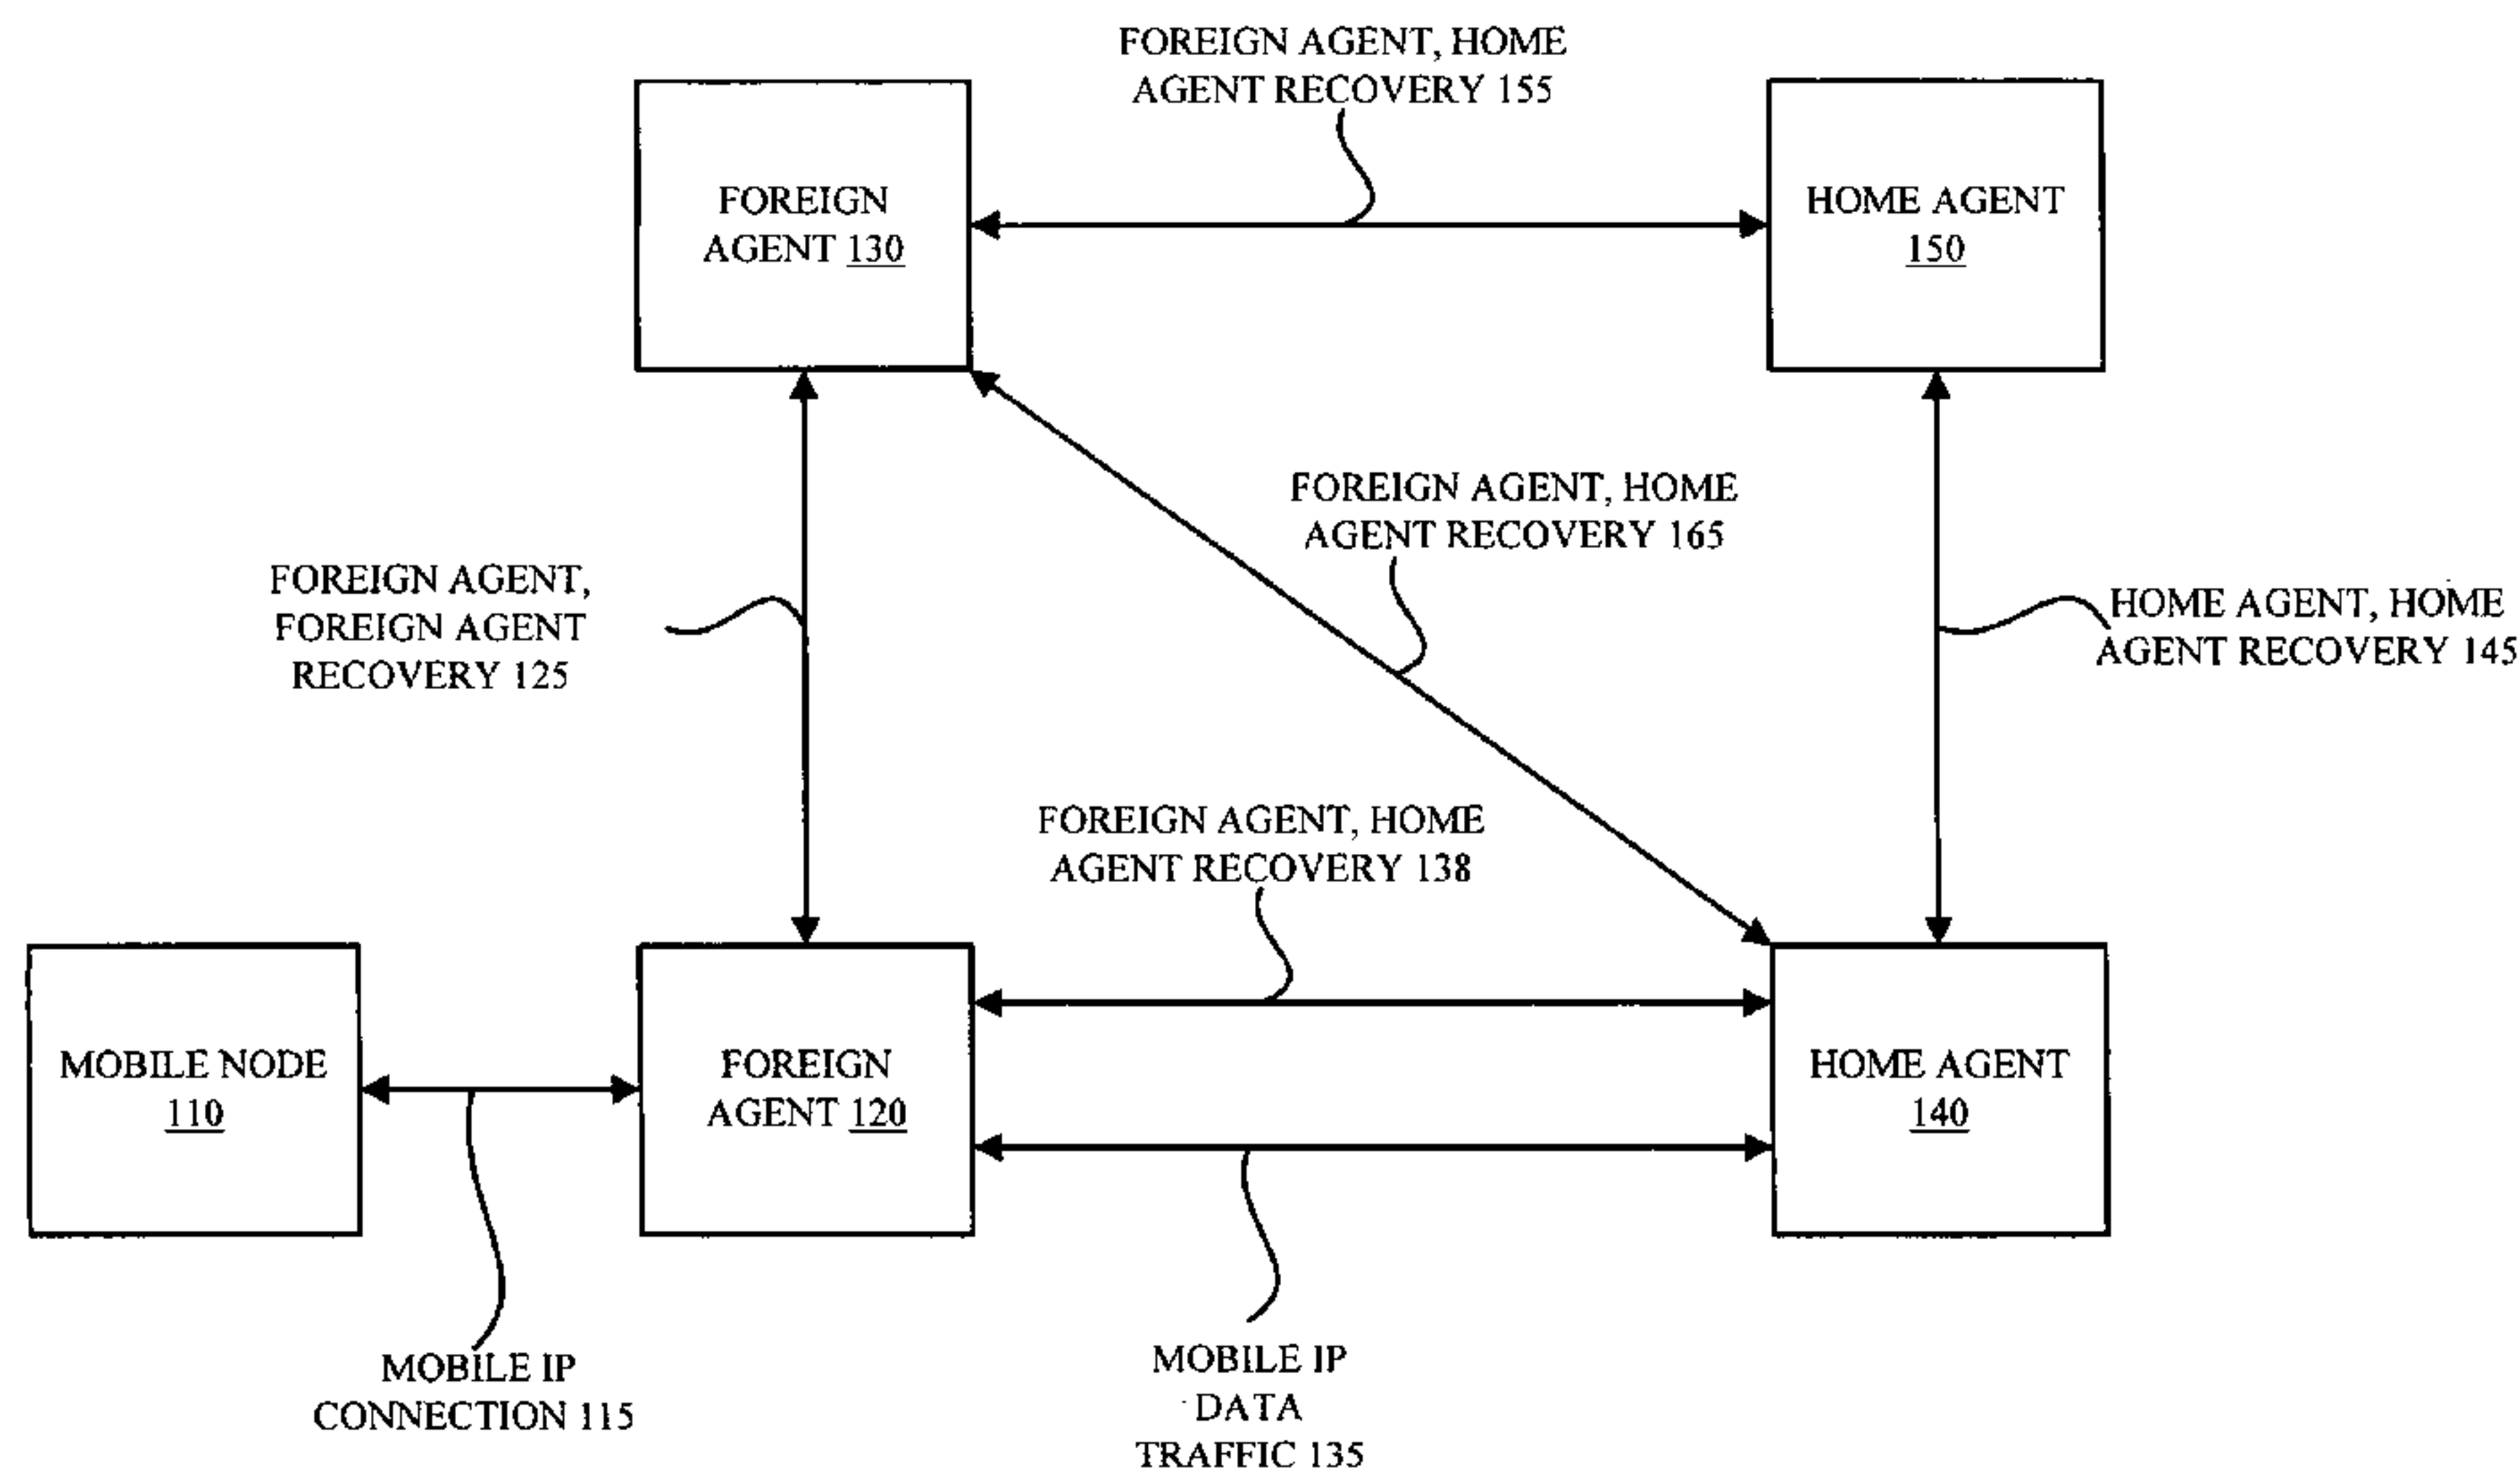 FOREIGN AGENT, HOME
AGENT RECOVERY 155
FOREIGN
AGENT 130
HOME AGENT
150
FOREIGN AGENT, HOME
AGENT RECOVERY 165
FOREIGN AGENT,
FOREIGN AGENT
RECOVERY 125
HOME AGENT, HOME
AGENT RECOVERY 145
FOREIGN AGENT, HOME
AGENT RECOVERY 138
MOBILE NODE
110
FOREIGN
AGENT 120
HOME AGENT
140
MOBILE IP
CONNECTION 115
MOBILE IP
DATA
TRAFFIC 135